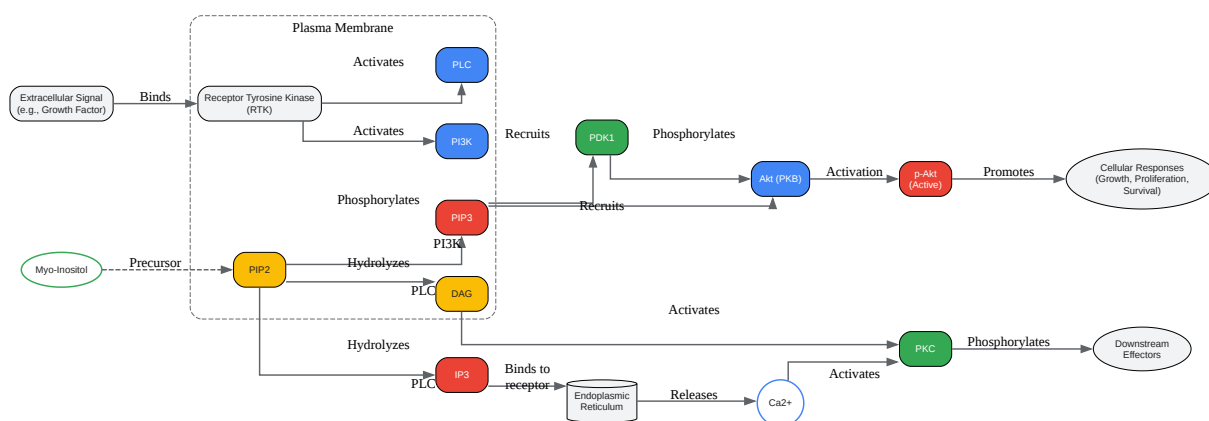 Plasma Membrane
Activates
PLC
Extracellular Signal
(e.g., Growth Factor)
Binds
Receptor Tyrosine Kinase
(RTK)
Activates
PI3K
Recruits
PDK1
Phosphorylates
Akt (PKB)
Activation
p-Akt
(Active)
Promotes
Cellular Responses
(Growth, Proliferation,
Survival)
Phosphorylates
PIP3
Recruits
PI3K
Myo-Inositol
Precursor
PIP2
Hydrolyzes
PLC
DAG
Activates
PKC
Phosphorylates
Downstream
Effectors
Hydrolyzes
PLC
IP3
Binds to
receptor
Endoplasmic
Reticulum
Releases
Ca2+
Activates